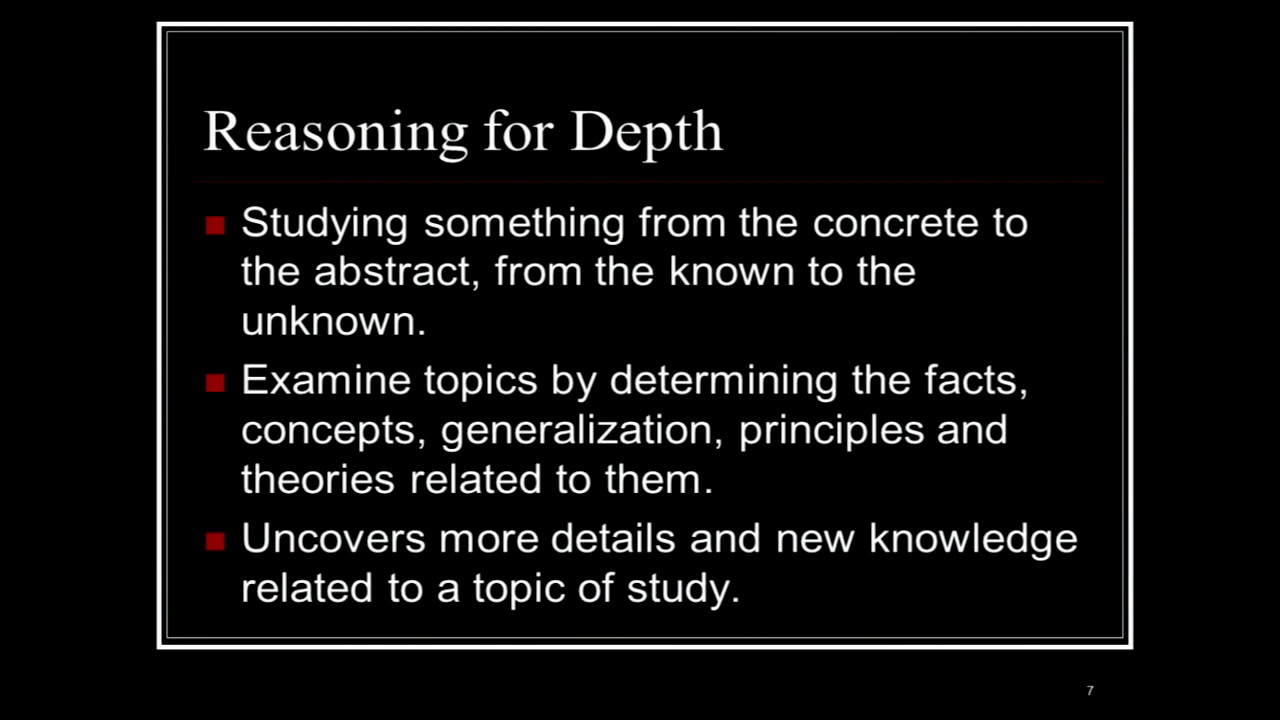 Reasoning for Depth
Studying something from the concrete to
the abstract, from the known to the
unknown.
Examine topics by determining the facts,
concepts, generalization, principles and
theories related to them.
Uncovers more details and new knowledge
related to a topic of study.
7